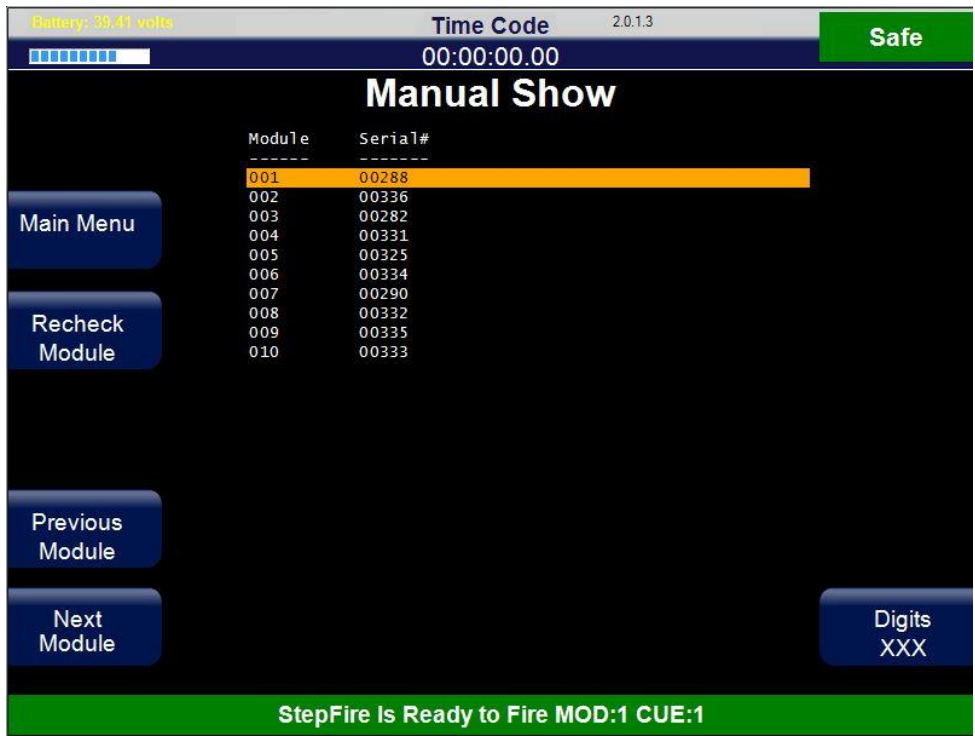 Battery: 39.41 volts
Time Code
2.0.1.3
Safe
00:00:00.00
Manual Show
Module Serial#
------ -------
001 00288
002 00336
003 00282
004 00331
005 00325
006 00334
007 00290
008 00332
009 00335
010 00333
Main Menu
Recheck
Module
Previous
Module
Next
Module
Digits
XXX
StepFire Is Ready to Fire MOD:1 CUE:1